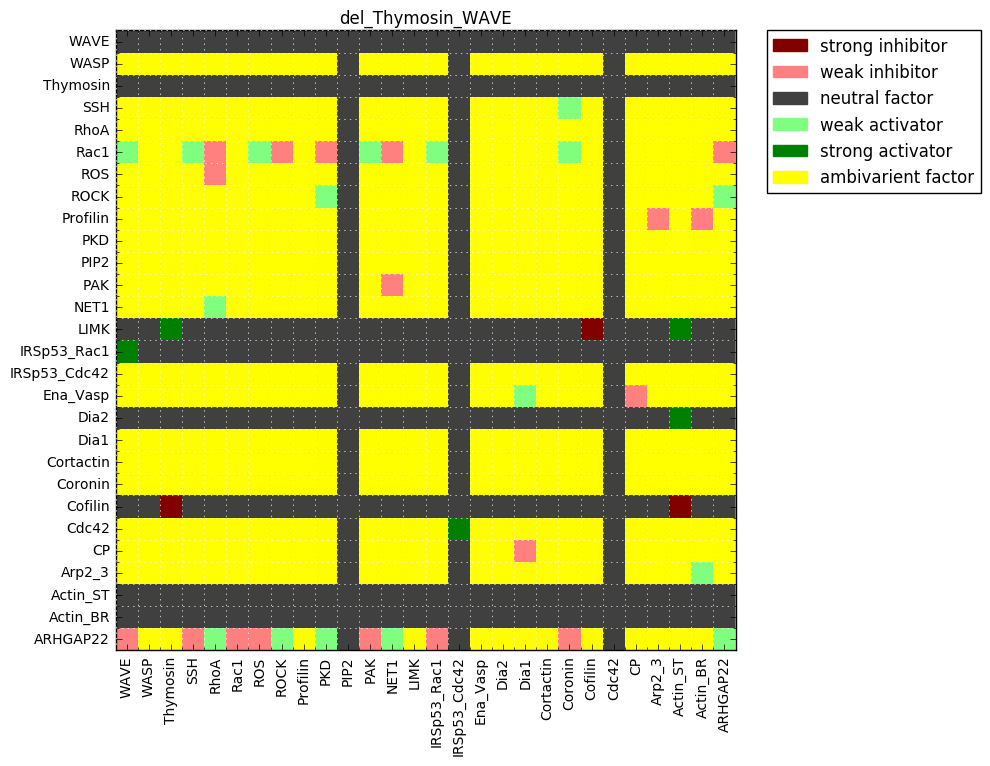 del_Thymosin_WAVE
WAVE
WASP
Thymosin
SSH
RhoA
Rac1
ROS
ROCK
Profilin
PKD
PIP2
PAK
NET1
LIMK
IRSp53_Rac1
IRSp53_Cdc42
Ena_Vasp
Dia2
Dia1
Cortactin
Coronin
Cofilin
Cdc42
CP
Arp2_3
Actin_ST
Actin_BR
ARHGAP22
WAVE
WASP
Thymosin
SSH
RhoA
Rac1
ROS
ROCK
Profilin
PKD
PIP2
PAK
NET1
LIMK
IRSp53_Rac1
IRSp53_Cdc42
Ena_Vasp
Dia2
Dia1
Cortactin
Coronin
Cofilin
Cdc42
CP
Arp2_3
Actin_ST
Actin_BR
ARHGAP22
strong inhibitor
weak inhibitor
neutral factor
weak activator
strong activator
ambivarient factor